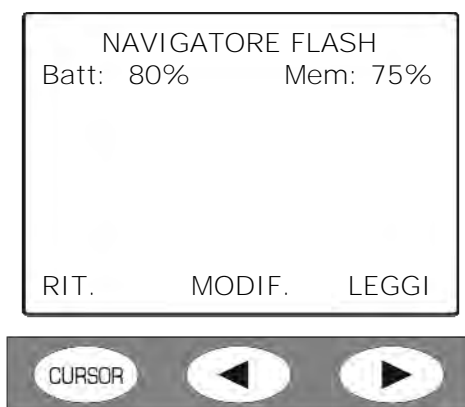 NAVIGATORE FLASH
Batt: 80% Mem: 75%
RIT. MODIF. LEGGI
CURSOR